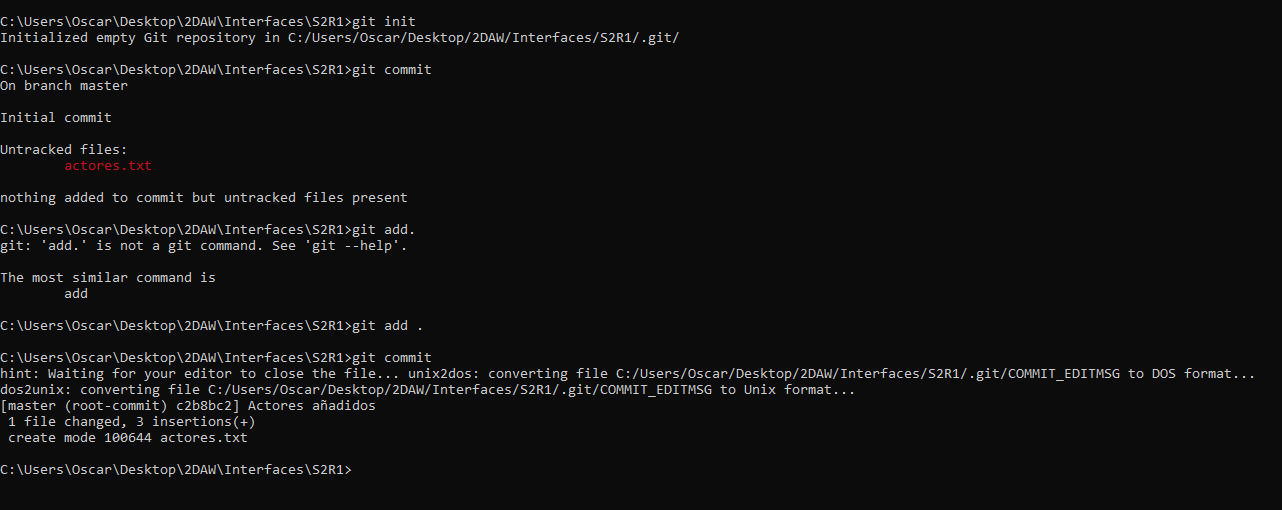 C:\Users\Oscar\Desktop\2DAW\Interfaces\S2R1>git init
Initialized empty Git repository in C:/Users/Oscar/Desktop/2DAW/Interfaces/S2R1/.git/
C:\Users\Oscar\Desktop\2DAW\Interfaces\S2R1>git commit
On branch master
Initial commit
Untracked files:
actores.txt
nothing added to commit but untracked files present
C:\Users\Oscar\Desktop\2DAW\Interfaces\S2R1>git add.
git: 'add.' is not a git command. See 'git --help'.
The most similar command is
add
C:\Users\Oscar\Desktop\2DAW\Interfaces\S2R1>git add .
C:\Users\Oscar\Desktop\2DAW\Interfaces\S2R1>git commit
hint: Waiting for your editor to close the file... unix2dos: converting file C:/Users/Oscar/Desktop/2DAW/Interfaces/S2R1/.git/COMMIT_EDITMSG to DOS format...
dos2unix: converting file C:/Users/Oscar/Desktop/2DAW/Interfaces/S2R1/.git/COMMIT_EDITMSG to Unix format...
[master (root-commit) c2b8bc2] Actores añadidos
1 file changed, 3 insertions(+)
create mode 100644 actores.txt
C:\Users\Oscar\Desktop\2DAW\Interfaces\S2R1>